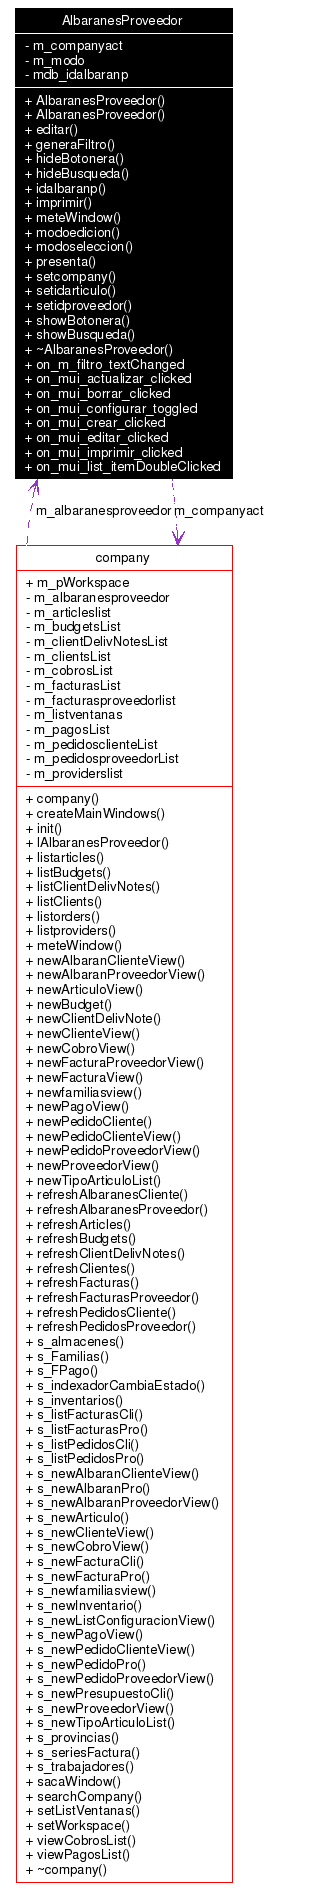 AlbaranesProveedor
- m_companyact
- m_modo
- mdb_idalbaranp
+ AlbaranesProveedor()
+ AlbaranesProveedor()
+ editar()
+ generaFiltro()
+ hideBotonera()
+ hideBusqueda()
+ idalbaranp()
+ imprimir()
+ meteWindow()
+ modoedicion()
+ modoseleccion()
+ presenta()
+ setcompany()
+ setidarticulo()
+ setidproveedor()
+ showBotonera()
+ showBusqueda()
+ ~AlbaranesProveedor()
+ on_m_filtro_textChanged
+ on_mui_actualizar_clicked
+ on_mui_borrar_clicked
+ on_mui_configurar_toggled
+ on_mui_crear_clicked
+ on_mui_editar_clicked
+ on_mui_imprimir_clicked
+ on_mui_list_itemDoubleClicked
m_albaranesproveedor m_companyact
company
+ m_pWorkspace
- m_albaranesproveedor
- m_articleslist
- m_budgetsList
- m_clientDelivNotesList
- m_clientsList
- m_cobrosList
- m_facturasList
- m_facturasproveedorlist
- m_listventanas
- m_pagosList
- m_pedidosclienteList
- m_pedidosproveedorList
- m_providerslist
+ company()
+ createMainWindows()
+ init()
+ lAlbaranesProveedor()
+ listarticles()
+ listBudgets()
+ listClientDelivNotes()
+ listClients()
+ listorders()
+ listproviders()
+ meteWindow()
+ newAlbaranClienteView()
+ newAlbaranProveedorView()
+ newArticuloView()
+ newBudget()
+ newClientDelivNote()
+ newClienteView()
+ newCobroView()
+ newFacturaProveedorView()
+ newFacturaView()
+ newfamiliasview()
+ newPagoView()
+ newPedidoCliente()
+ newPedidoClienteView()
+ newPedidoProveedorView()
+ newProveedorView()
+ newTipoArticuloList()
+ refreshAlbaranesCliente()
+ refreshAlbaranesProveedor()
+ refreshArticles()
+ refreshBudgets()
+ refreshClientDelivNotes()
+ refreshClientes()
+ refreshFacturas()
+ refreshFacturasProveedor()
+ refreshPedidosCliente()
+ refreshPedidosProveedor()
+ s_almacenes()
+ s_Familias()
+ s_FPago()
+ s_indexadorCambiaEstado()
+ s_inventarios()
+ s_listFacturasCli()
+ s_listFacturasPro()
+ s_listPedidosCli()
+ s_listPedidosPro()
+ s_newAlbaranClienteView()
+ s_newAlbaranPro()
+ s_newAlbaranProveedorView()
+ s_newArticulo()
+ s_newClienteView()
+ s_newCobroView()
+ s_newFacturaCli()
+ s_newFacturaPro()
+ s_newfamiliasview()
+ s_newInventario()
+ s_newListConfiguracionView()
+ s_newPagoView()
+ s_newPedidoClienteView()
+ s_newPedidoPro()
+ s_newPedidoProveedorView()
+ s_newPresupuestoCli()
+ s_newProveedorView()
+ s_newTipoArticuloList()
+ s_provincias()
+ s_seriesFactura()
+ s_trabajadores()
+ sacaWindow()
+ searchCompany()
+ setListVentanas()
+ setWorkspace()
+ viewCobrosList()
+ viewPagosList()
+ ~company()